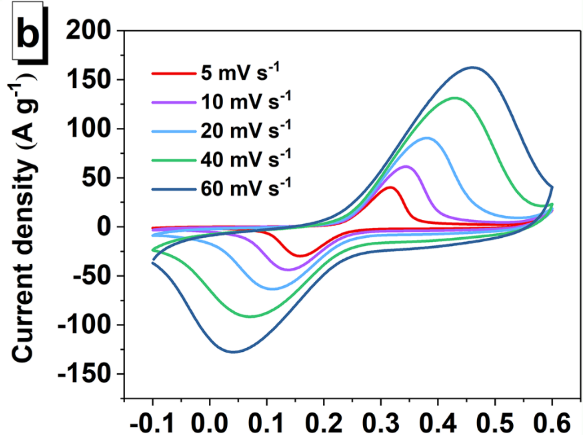 b
200
150
100
50
0
-50
-100
-150
Current density (A g⁻¹)
5 mV s⁻¹
10 mV s⁻¹
20 mV s⁻¹
40 mV s⁻¹
60 mV s⁻¹
-0.1 0.0 0.1 0.2 0.3 0.4 0.5 0.6